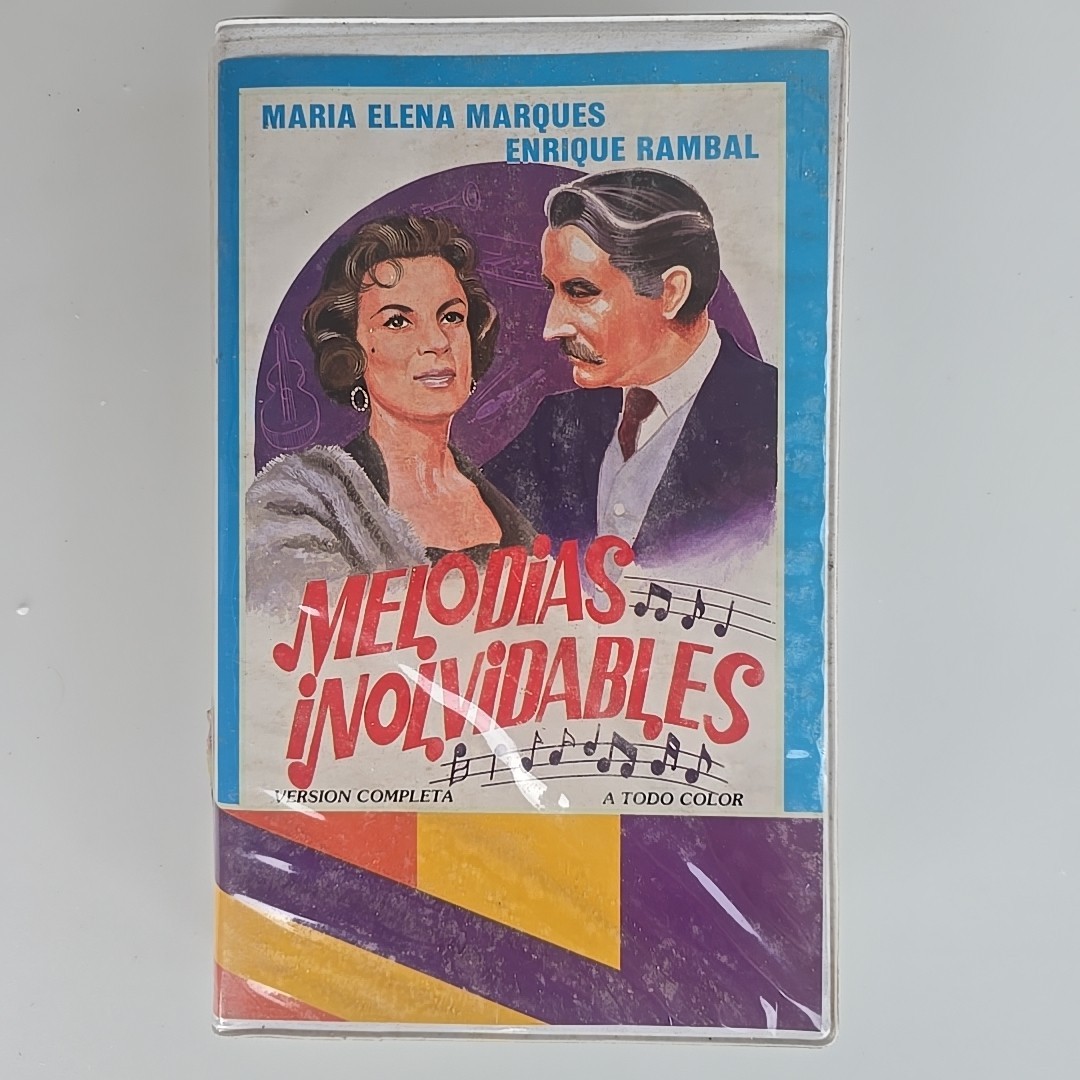 MARIA ELENA MARQUES
ENRIQUE RAMBAL
MELODiAS
iNOLViDABLES
VERSION COMPLETA
A TODO COLOR